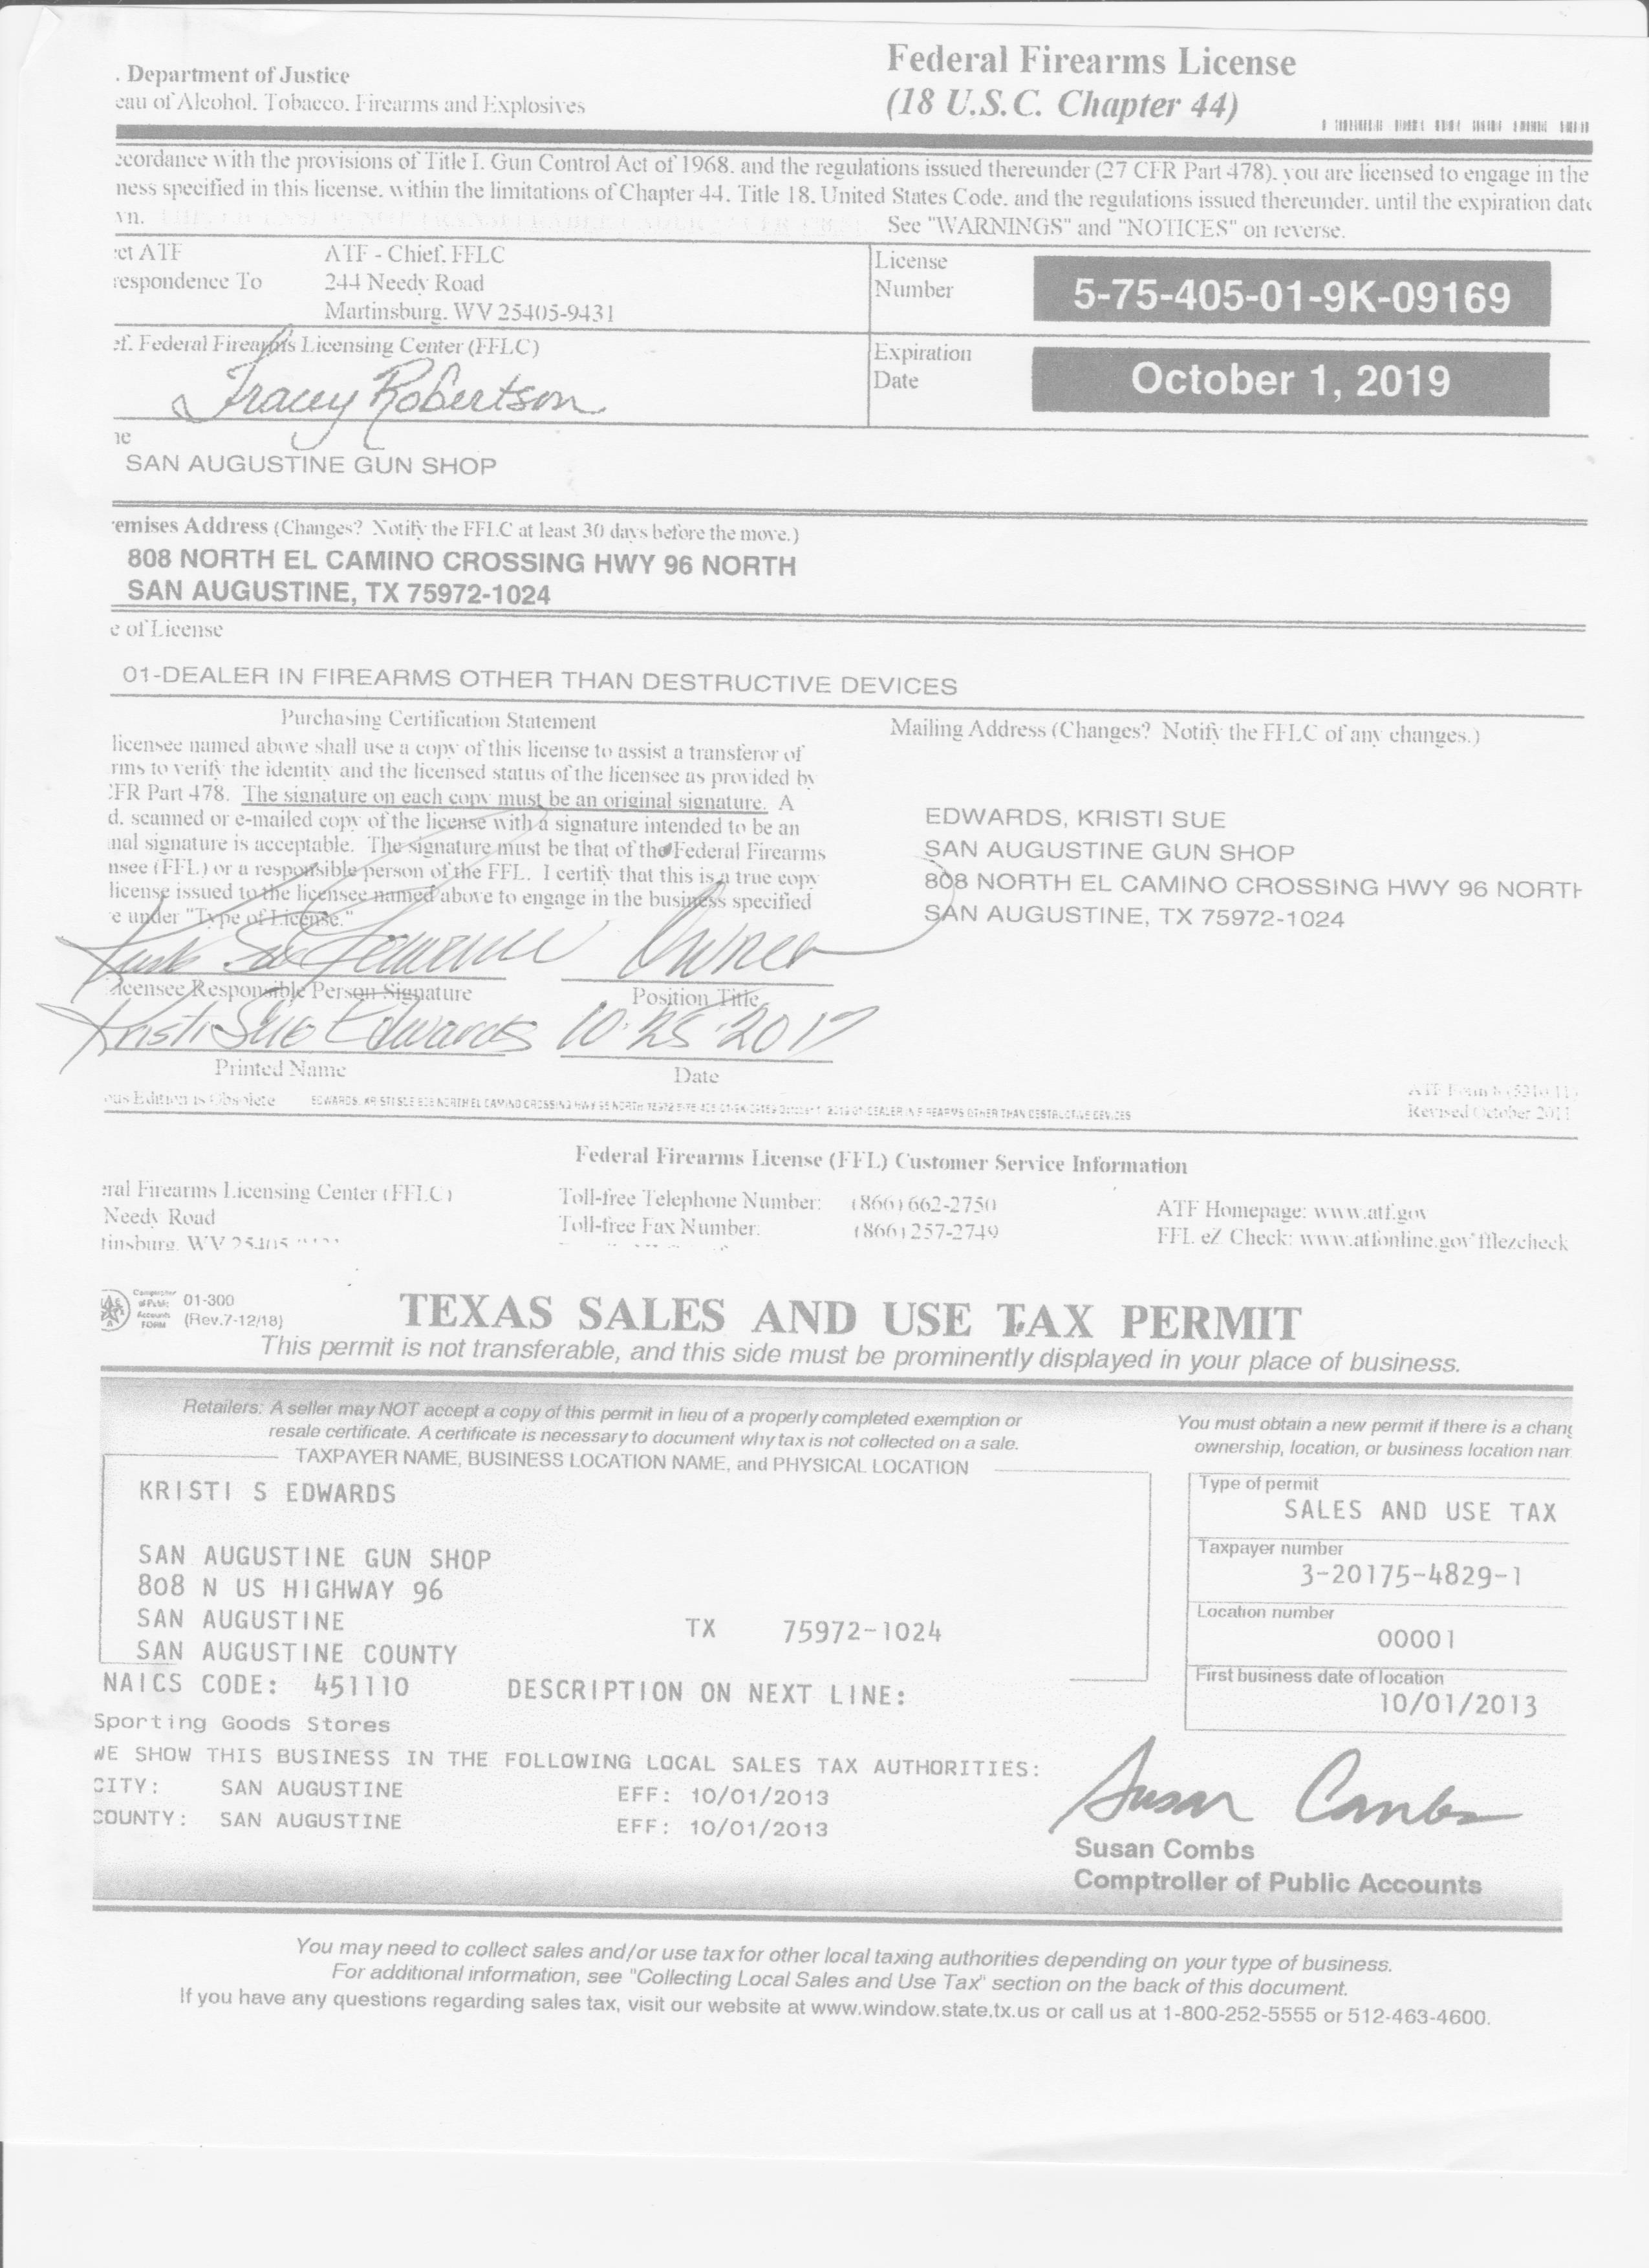 . Department of Justice
eau of Alcohol, Tobacco, Firearms and Explosives
Federal Firearms License
(18 U.S.C. Chapter 44)
ccordance with the provisions of Title I, Gun Control Act of 1968, and the regulations issued thereunder (27 CFR Part 478), you are licensed to engage in the
ness specified in this license, within the limitations of Chapter 44, Title 18, United States Code, and the regulations issued thereunder, until the expiration date
wn.
See "WARNINGS" and "NOTICES" on reverse.
ect ATF
respondence To
ATF - Chief, FFLC
244 Needy Road
Martinsburg, WV 25405-9431
License
Number
5-75-405-01-9K-09169
ef, Federal Firearms Licensing Center (FFLC)
Tracey Robertson
Expiration
Date
October 1, 2019
ne
SAN AUGUSTINE GUN SHOP
remises Address (Changes? Notify the FFLC at least 30 days before the move.)
808 NORTH EL CAMINO CROSSING HWY 96 NORTH
SAN AUGUSTINE, TX 75972-1024
e of License
01-DEALER IN FIREARMS OTHER THAN DESTRUCTIVE DEVICES
Purchasing Certification Statement
licensee named above shall use a copy of this license to assist a transferor of
rms to verify the identity and the licensed status of the licensee as provided by
CFR Part 478. The signature on each copy must be an original signature. A
d, scanned or e-mailed copy of the license with a signature intended to be an
inal signature is acceptable. The signature must be that of the Federal Firearms
nsee (FFL) or a responsible person of the FFL. I certify that this is a true copy
license issued to the licensee named above to engage in the business specified
e under "Type of License."
Mailing Address (Changes? Notify the FFLC of any changes.)
EDWARDS, KRISTI SUE
SAN AUGUSTINE GUN SHOP
808 NORTH EL CAMINO CROSSING HWY 96 NORTH
SAN AUGUSTINE, TX 75972-1024
Owner
Licensee Responsible Person Signature
Position Title
Kristi Sue Edwards 10-25-2017
Printed Name
Date
ous Edition is Obsolete
EDWARDS, KRISTI SUE 808 NORTH EL CAMINO CROSSING HWY 96 NORTH 75972 5-75-405-01-9K-09169 October 1, 2019 01-DEALER IN FIREARMS OTHER THAN DESTRUCTIVE DEVICES
ATF Form 8 (5310.11)
Revised October 2011
Federal Firearms License (FFL) Customer Service Information
eral Firearms Licensing Center (FFLC)
Needy Road
tinsburg, WV 25405
Toll-free Telephone Number: (866) 662-2750
Toll-free Fax Number: (866) 257-2749
ATF Homepage: www.atf.gov
FFL eZ Check: www.atfonline.gov/fflezcheck
Comptroller
of Public
Accounts
FORM
01-300
(Rev.7-12/18)
TEXAS SALES AND USE TAX PERMIT
This permit is not transferable, and this side must be prominently displayed in your place of business.
Retailers: A seller may NOT accept a copy of this permit in lieu of a properly completed exemption or
resale certificate. A certificate is necessary to document why tax is not collected on a sale.
You must obtain a new permit if there is a chang
ownership, location, or business location nam
TAXPAYER NAME, BUSINESS LOCATION NAME, and PHYSICAL LOCATION
KRISTI S EDWARDS
SAN AUGUSTINE GUN SHOP
808 N US HIGHWAY 96
SAN AUGUSTINE TX 75972-1024
SAN AUGUSTINE COUNTY
Type of permit
SALES AND USE TAX
Taxpayer number
3-20175-4829-1
Location number
00001
First business date of location
10/01/2013
NAICS CODE: 451110 DESCRIPTION ON NEXT LINE:
Sporting Goods Stores
WE SHOW THIS BUSINESS IN THE FOLLOWING LOCAL SALES TAX AUTHORITIES:
CITY: SAN AUGUSTINE EFF: 10/01/2013
COUNTY: SAN AUGUSTINE EFF: 10/01/2013
Susan Combs
Susan Combs
Comptroller of Public Accounts
You may need to collect sales and/or use tax for other local taxing authorities depending on your type of business.
For additional information, see "Collecting Local Sales and Use Tax" section on the back of this document.
If you have any questions regarding sales tax, visit our website at www.window.state.tx.us or call us at 1-800-252-5555 or 512-463-4600.